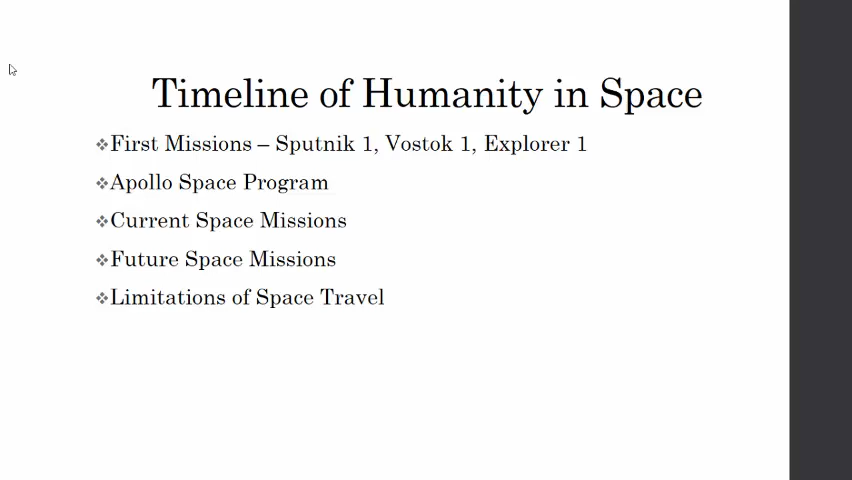 Timeline of Humanity in Space
❖First Missions – Sputnik 1, Vostok 1, Explorer 1
❖Apollo Space Program
❖Current Space Missions
❖Future Space Missions
❖Limitations of Space Travel